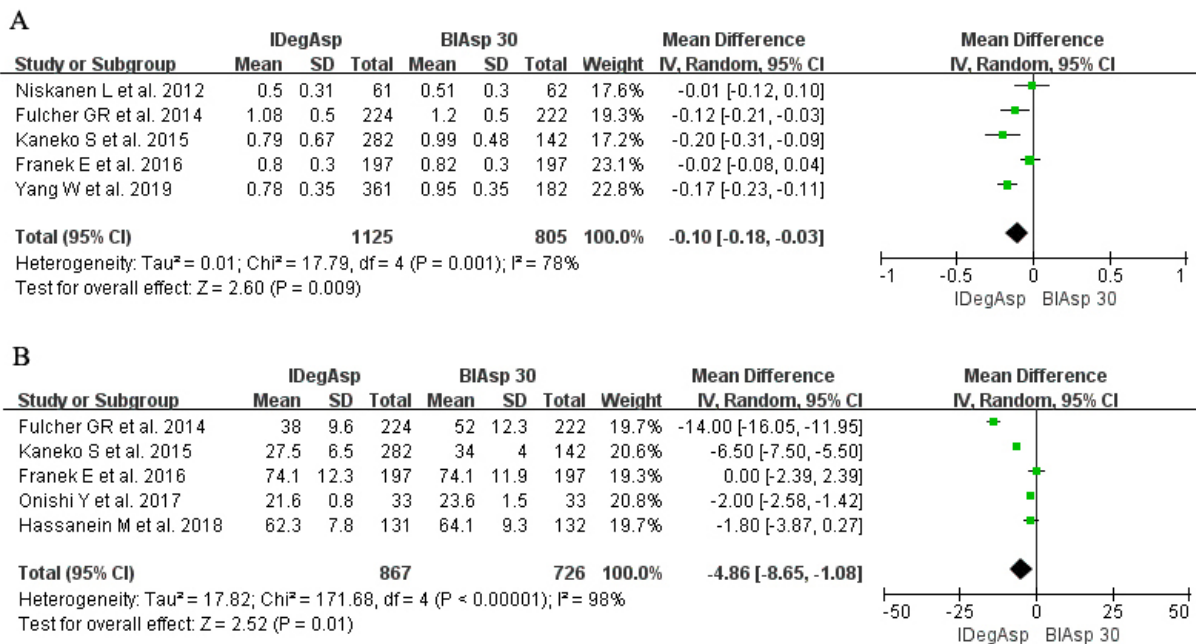 A
IDegAsp BIAsp 30 Mean Difference Mean Difference
Study or Subgroup Mean SD Total Mean SD Total Weight IV, Random, 95% CI IV, Random, 95% CI
Niskanen L et al. 2012 0.5 0.31 61 0.51 0.3 62 17.6% -0.01 [-0.12, 0.10]
Fulcher GR et al. 2014 1.08 0.5 224 1.2 0.5 222 19.3% -0.12 [-0.21, -0.03]
Kaneko S et al. 2015 0.79 0.67 282 0.99 0.48 142 17.2% -0.20 [-0.31, -0.09]
Franek E et al. 2016 0.8 0.3 197 0.82 0.3 197 23.1% -0.02 [-0.08, 0.04]
Yang W et al. 2019 0.78 0.35 361 0.95 0.35 182 22.8% -0.17 [-0.23, -0.11]
Total (95% CI) 1125 805 100.0% -0.10 [-0.18, -0.03]
Heterogeneity: Tau² = 0.01; Chi² = 17.79, df = 4 (P = 0.001); I² = 78%
Test for overall effect: Z = 2.60 (P = 0.009)
-1 -0.5 0 0.5 1
IDegAsp BIAsp 30
B
IDegAsp BIAsp 30 Mean Difference Mean Difference
Study or Subgroup Mean SD Total Mean SD Total Weight IV, Random, 95% CI IV, Random, 95% CI
Fulcher GR et al. 2014 38 9.6 224 52 12.3 222 19.7% -14.00 [-16.05, -11.95]
Kaneko S et al. 2015 27.5 6.5 282 34 4 142 20.6% -6.50 [-7.50, -5.50]
Franek E et al. 2016 74.1 12.3 197 74.1 11.9 197 19.3% 0.00 [-2.39, 2.39]
Onishi Y et al. 2017 21.6 0.8 33 23.6 1.5 33 20.8% -2.00 [-2.58, -1.42]
Hassanein M et al. 2018 62.3 7.8 131 64.1 9.3 132 19.7% -1.80 [-3.87, 0.27]
Total (95% CI) 867 726 100.0% -4.86 [-8.65, -1.08]
Heterogeneity: Tau² = 17.82; Chi² = 171.68, df = 4 (P < 0.00001); I² = 98%
Test for overall effect: Z = 2.52 (P = 0.01)
-50 -25 0 25 50
IDegAsp BIAsp 30